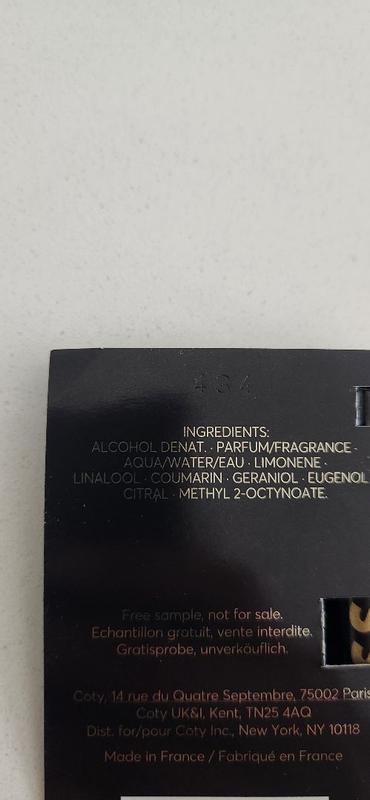 484
INGREDIENTS:
ALCOHOL DENAT. · PARFUM/FRAGRANCE ·
AQUA/WATER/EAU · LIMONENE ·
LINALOOL · COUMARIN · GERANIOL · EUGENOL
CITRAL · METHYL 2-OCTYNOATE.
Free sample, not for sale.
Echantillon gratuit, vente interdite.
Gratisprobe, unverkäuflich.
Coty, 14 rue du Quatre Septembre, 75002 Paris
Coty UK&I, Kent, TN25 4AQ
Dist. for/pour Coty Inc., New York, NY 10118
Made in France / Fabriqué en France